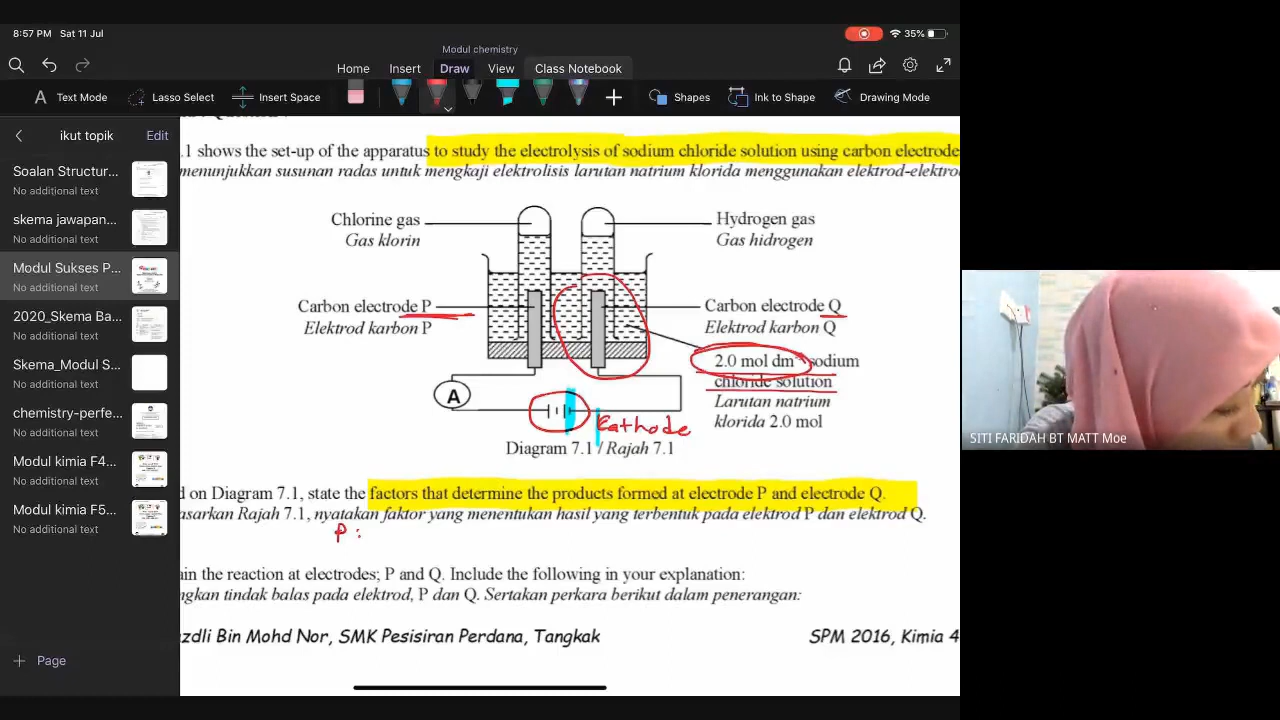 8:57 PM Sat 11 Jul
35%
Modul chemistry
Home Insert Draw View Class Notebook
Text Mode Lasso Select Insert Space Shapes Ink to Shape Drawing Mode
ikut topik Edit
Soalan Structur...
No additional text
skema jawapan...
No additional text
Modul Sukses P...
No additional text
2020_Skema Ba...
No additional text
Skema_Modul S...
No additional text
chemistry-perfe...
No additional text
Modul kimia F4...
No additional text
Modul kimia F5...
No additional text
Page
.1 shows the set-up of the apparatus to study the electrolysis of sodium chloride solution using carbon electrode
menunjukkan susunan radas untuk mengkaji elektrolisis larutan natrium klorida menggunakan elektrod-elektro
Chlorine gas
Gas klorin
Hydrogen gas
Gas hidrogen
Carbon electrode P
Elektrod karbon P
Carbon electrode Q
Elektrod karbon Q
2.0 mol dm sodium
chloride solution
Larutan natrium
klorida 2.0 mol
A
Kathode
Diagram 7.1 / Rajah 7.1
d on Diagram 7.1, state the factors that determine the products formed at electrode P and electrode Q.
asarkan Rajah 7.1, nyatakan faktor yang menentukan hasil yang terbentuk pada elektrod P dan elektrod Q.
P :
ain the reaction at electrodes; P and Q. Include the following in your explanation:
ngkan tindak balas pada elektrod, P dan Q. Sertakan perkara berikut dalam penerangan:
zdli Bin Mohd Nor, SMK Pesisiran Perdana, Tangkak
SPM 2016, Kimia 4
SITI FARIDAH BT MATT Moe